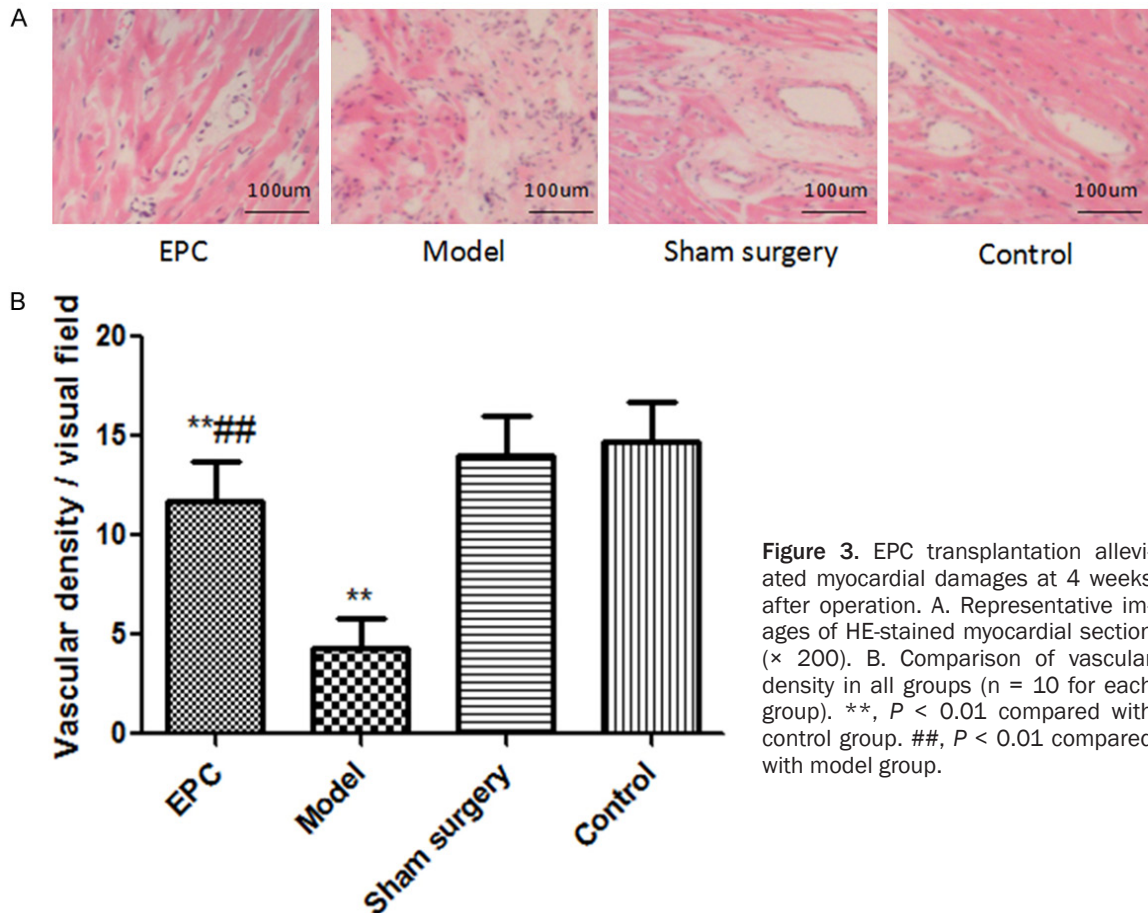 A
100um
100um
100um
100um
EPC
Model
Sham surgery
Control
B
Vascular density / visual field
20
15
10
5
0
**##
**
EPC
Model
Sham surgery
Control
Figure 3. EPC transplantation allevi-
ated myocardial damages at 4 weeks
after operation. A. Representative im-
ages of HE-stained myocardial section
(× 200). B. Comparison of vascular
density in all groups (n = 10 for each
group). **, P < 0.01 compared with
control group. ##, P < 0.01 compared
with model group.